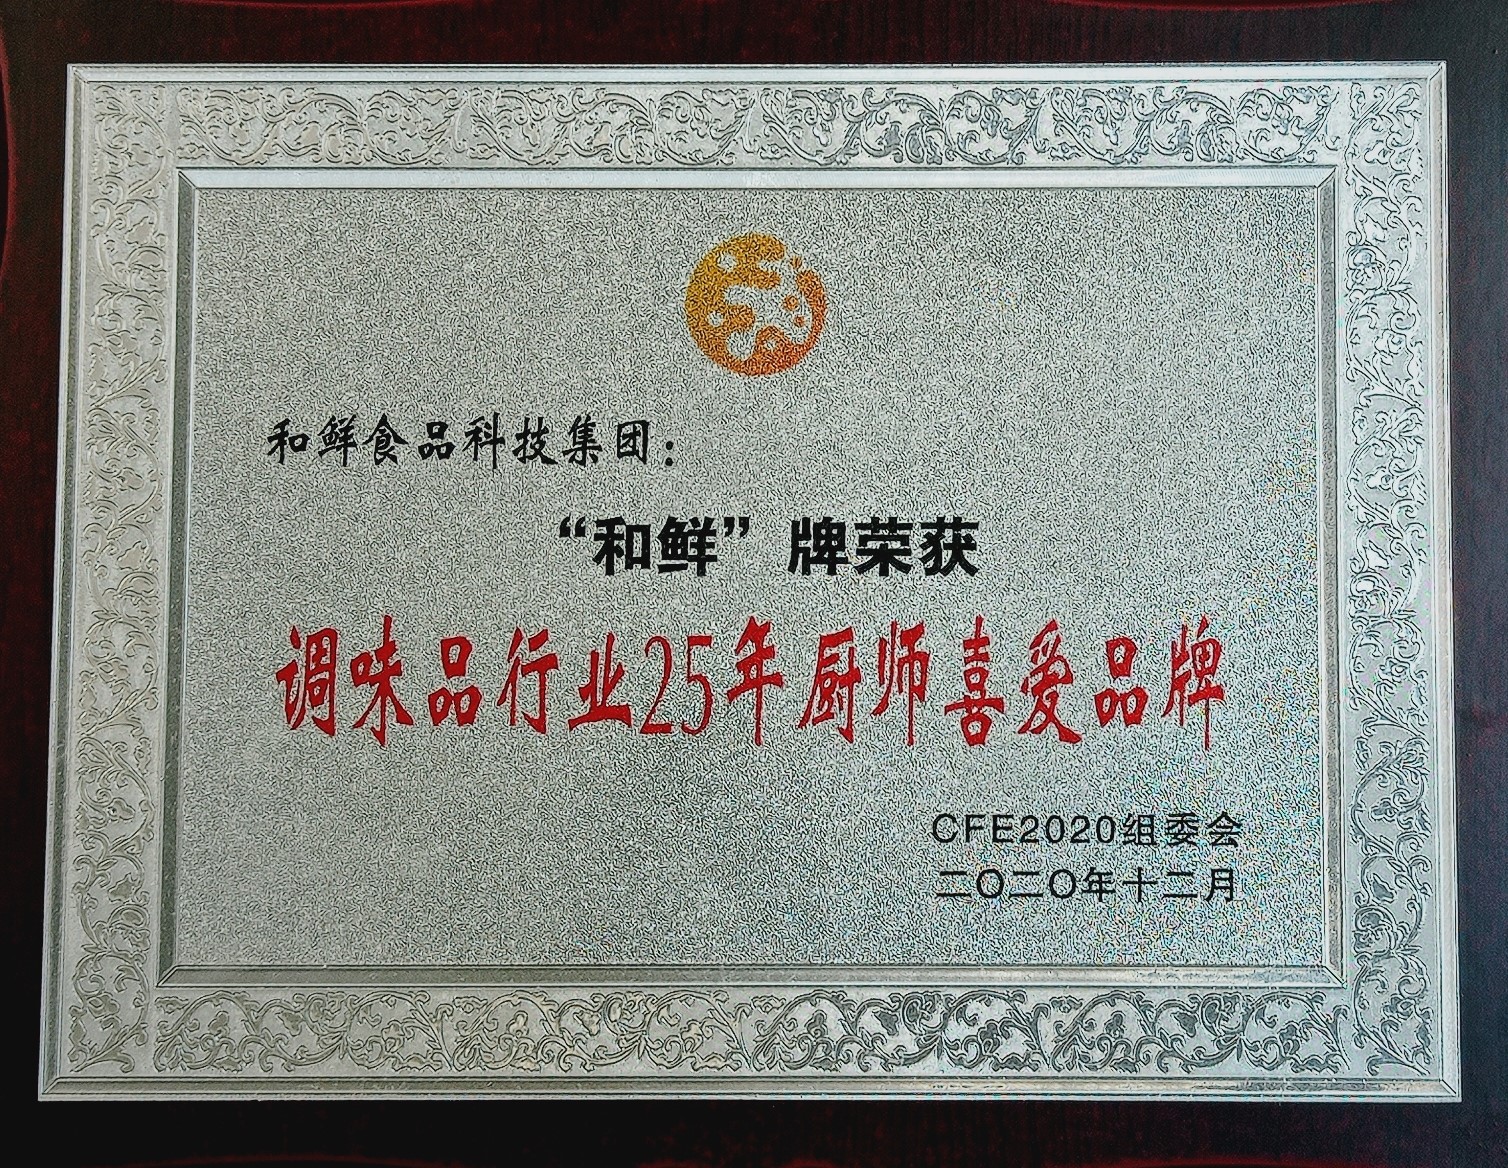 和鲜食品科技集团：
“和鲜”牌荣获
调味品行业25年厨师喜爱品牌
CFE2020组委会
二〇二〇年十二月